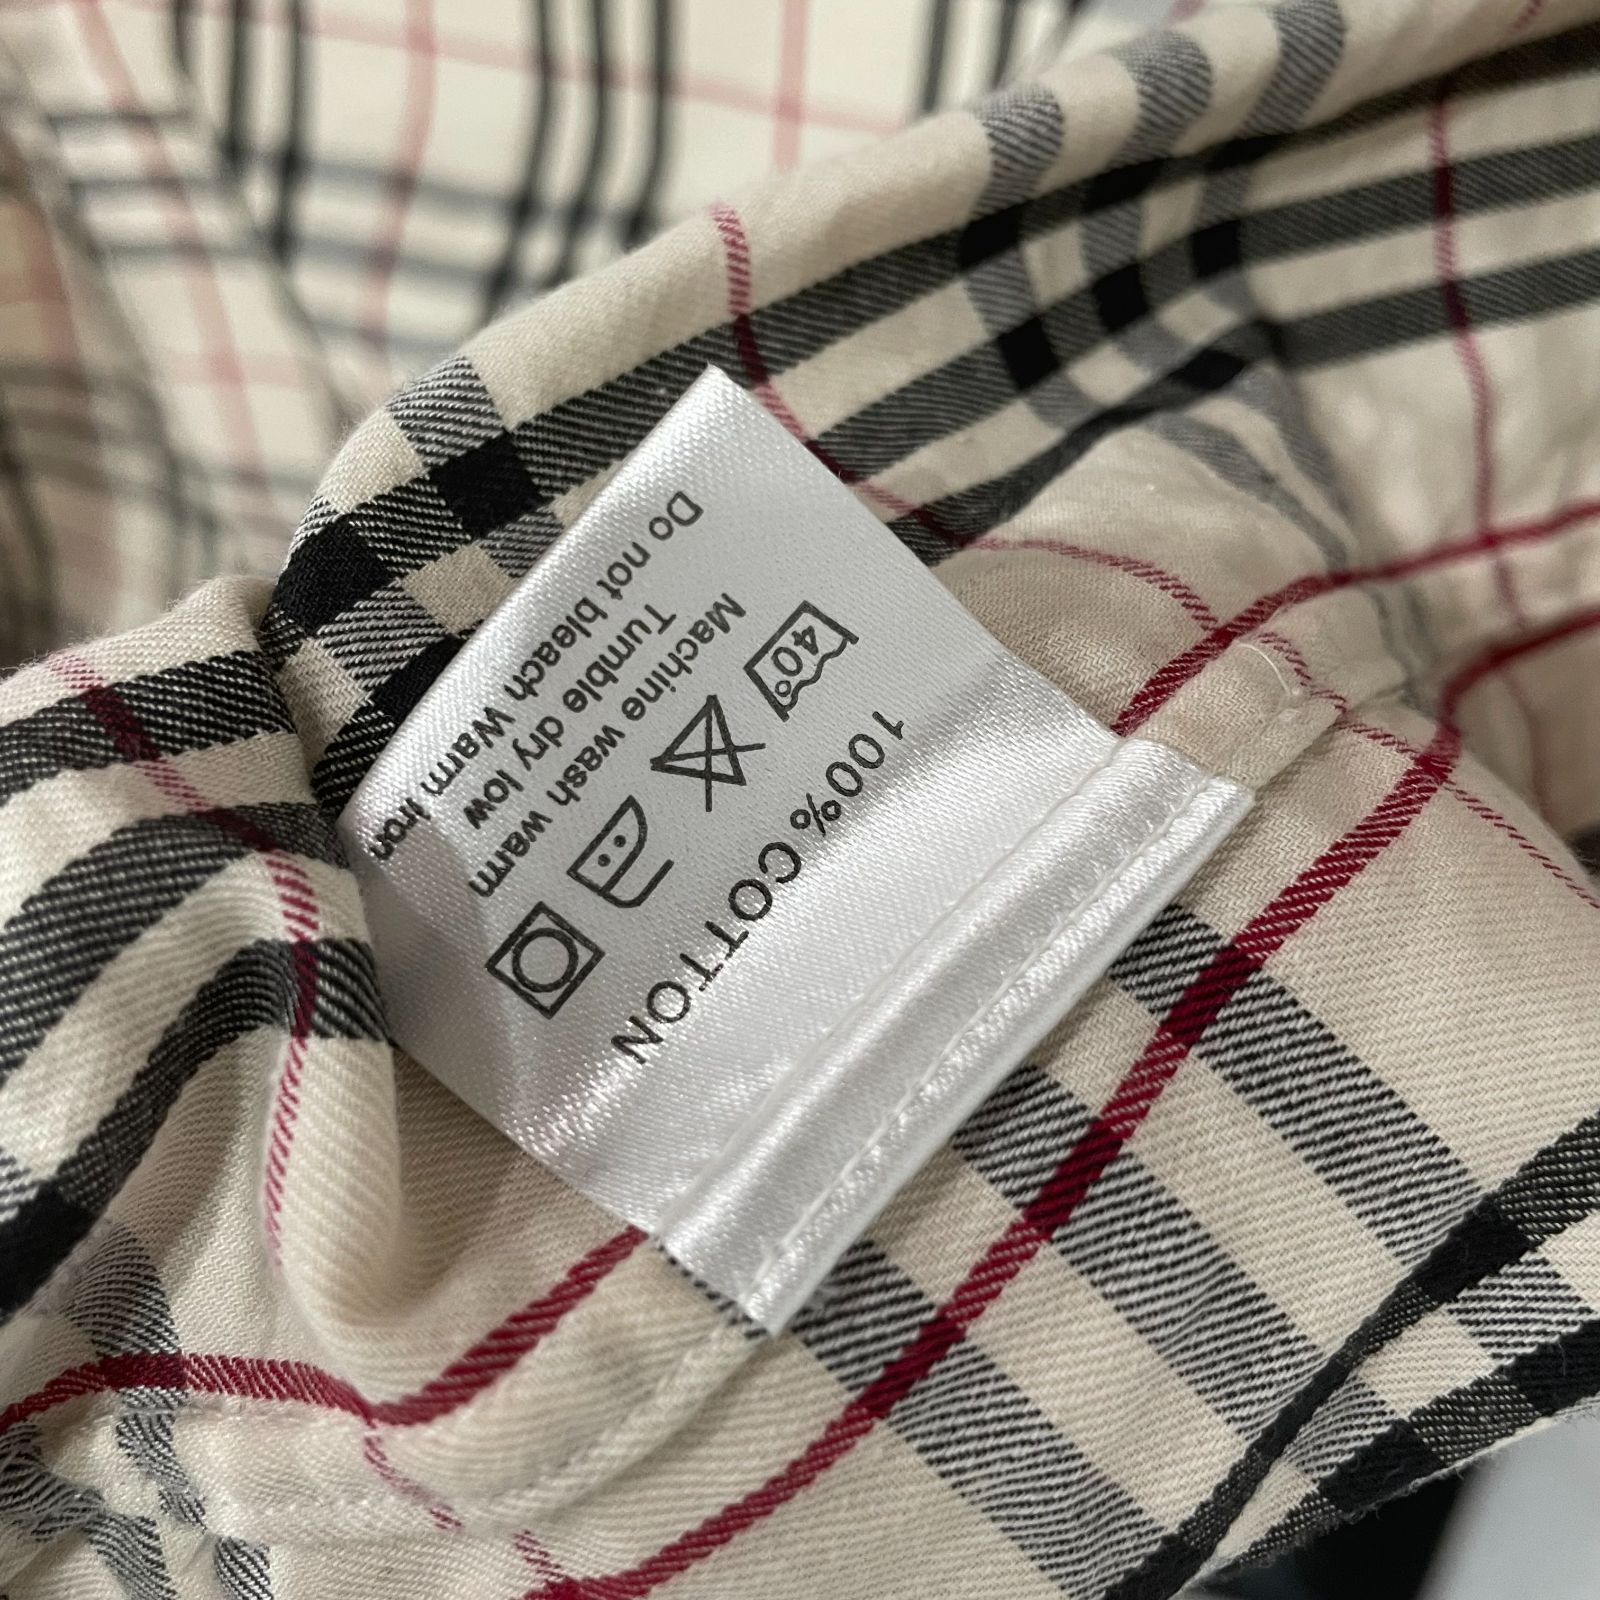 100% COTTON
40°
Machine wash warm
Tumble dry low
Do not bleach Warm Iron